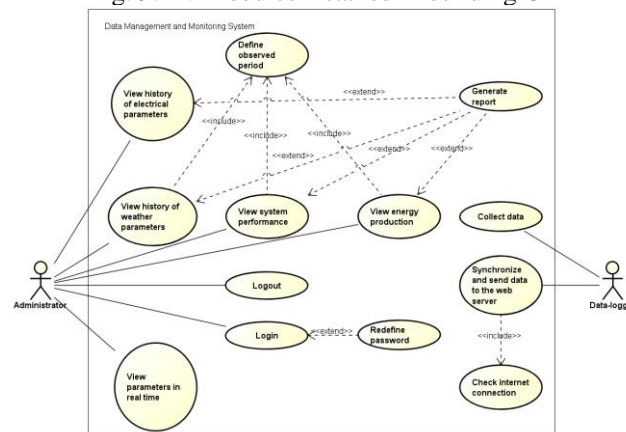 Data Management and Monitoring System
Define
observed
period
View history
of electrical
parameters
<<extend>>
Generate
report
<<include>>
<<include>>
<<include>>
<<extend>>
<<extend>>
<<extend>>
View history of
weather
parameters
View system
performance
View energy
production
Collect data
Administrator
Logout
Synchronize
and send data
to the web
server
Data-logg
Login
<<extend>>
Redefine
password
<<include>>
View
parameters in
real time
Check internet
connection